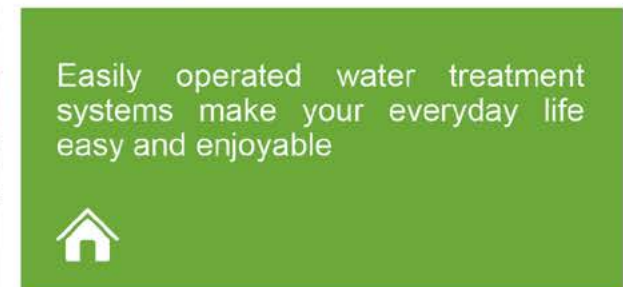 Easily operated water treatment
systems make your everyday life
easy and enjoyable